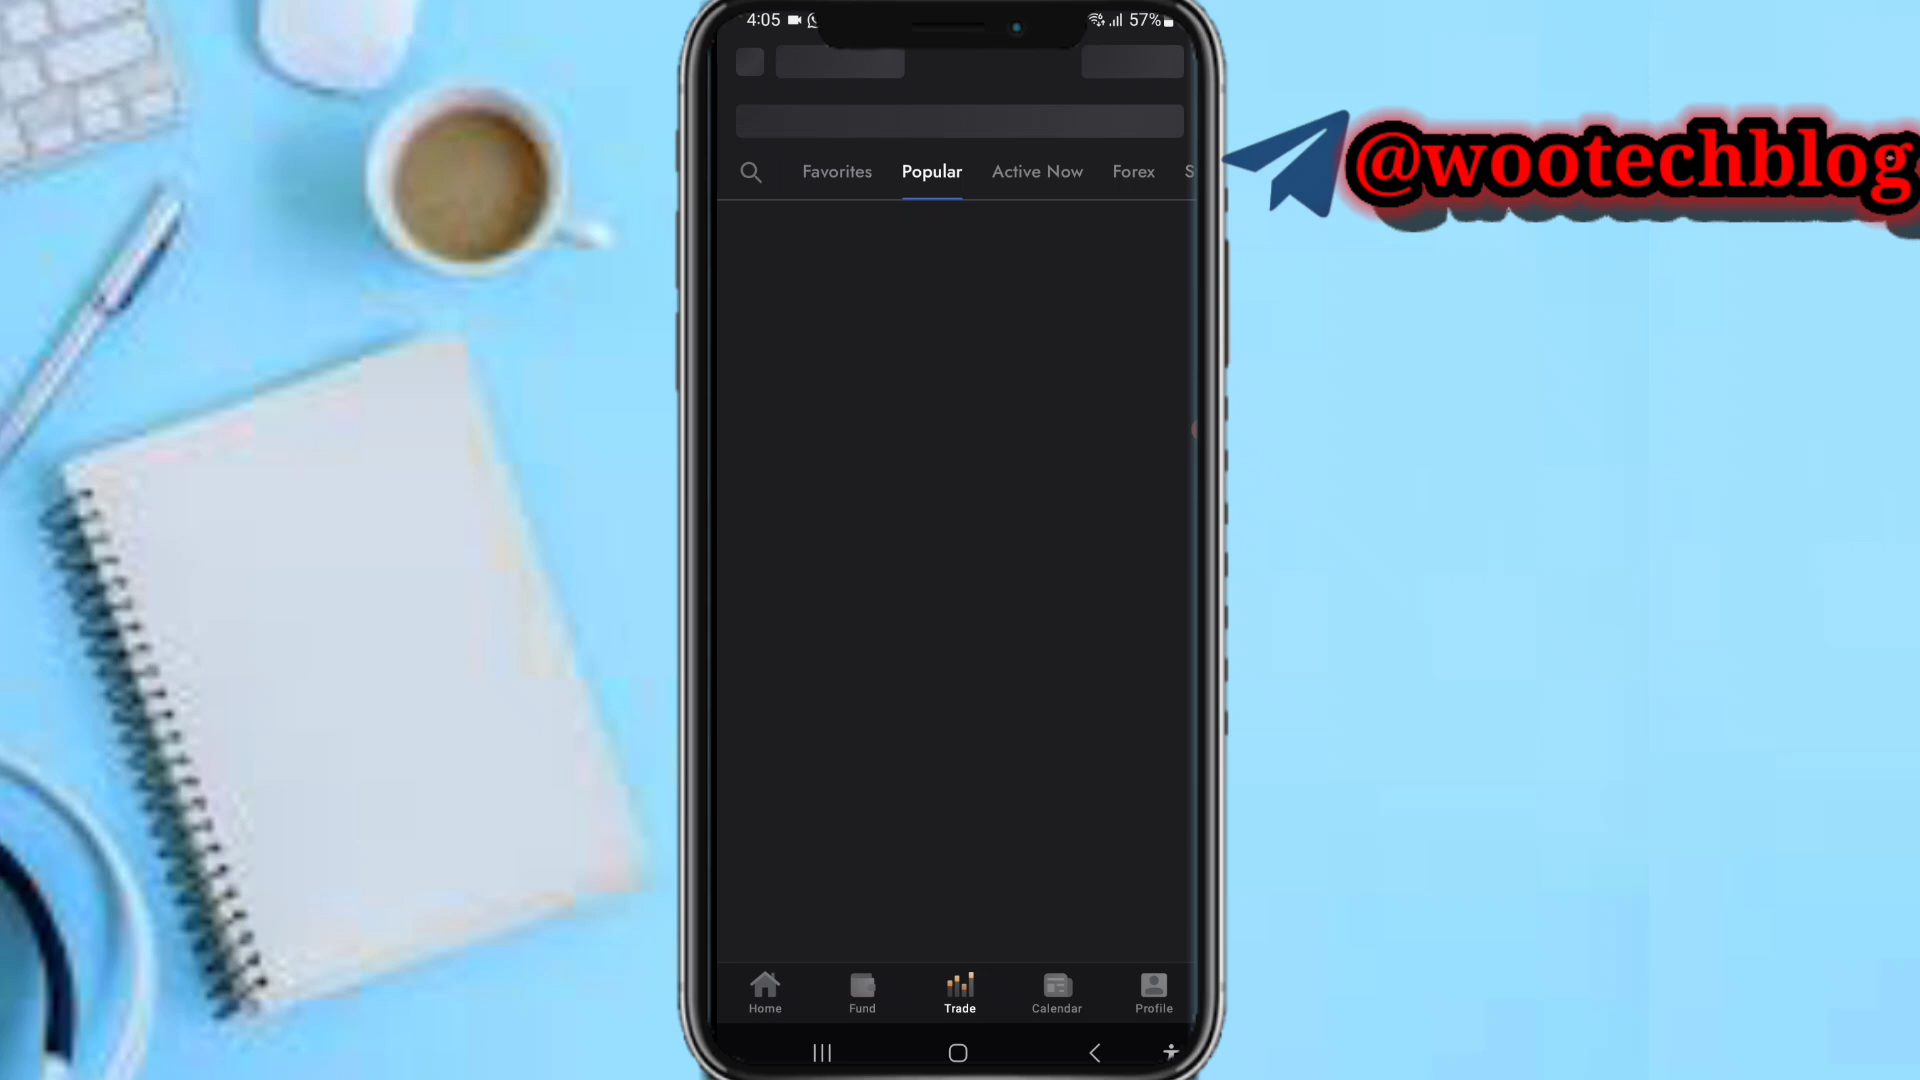 4:05
57%
Favorites Popular Active Now Forex S
@wootechblog
Home Fund Trade Calendar Profile